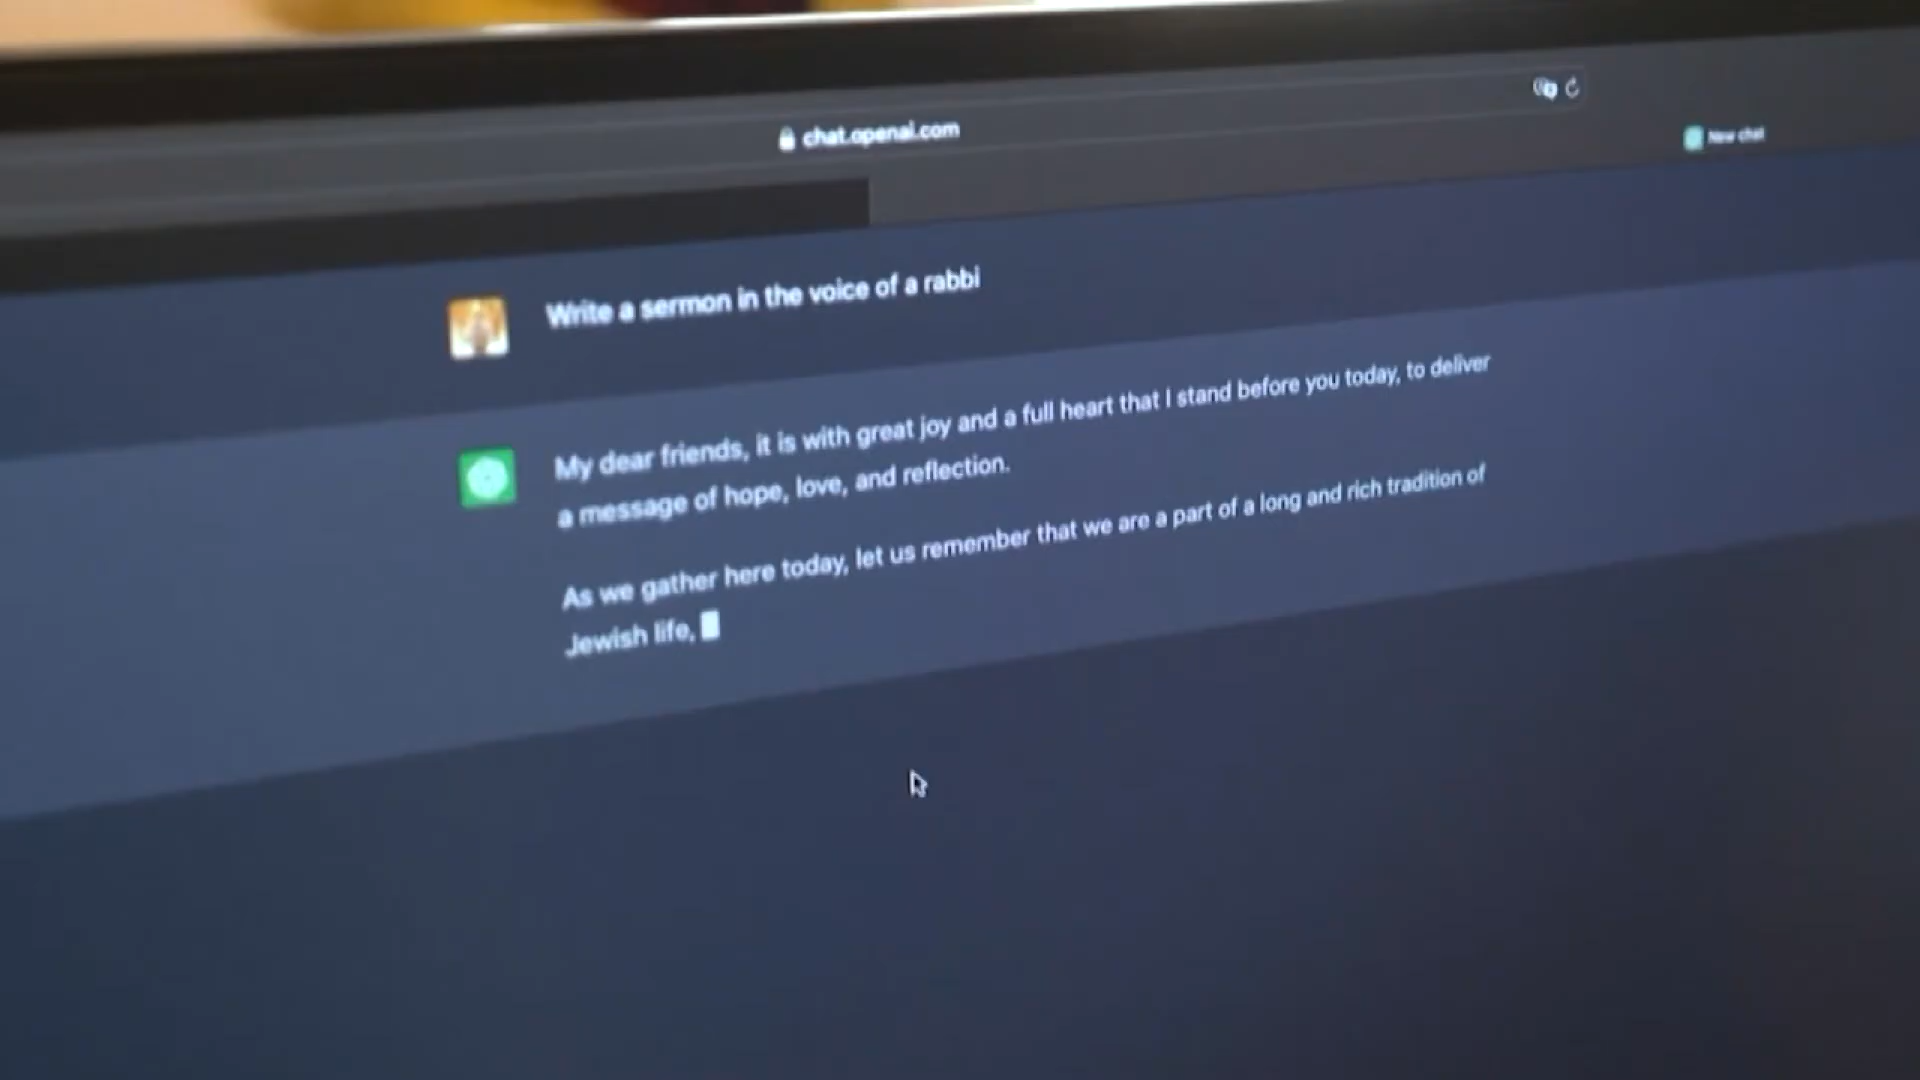 chat.openai.com
New chat
Write a sermon in the voice of a rabbi
My dear friends, it is with great joy and a full heart that I stand before you today, to deliver
a message of hope, love, and reflection.
As we gather here today, let us remember that we are a part of a long and rich tradition of
Jewish life,